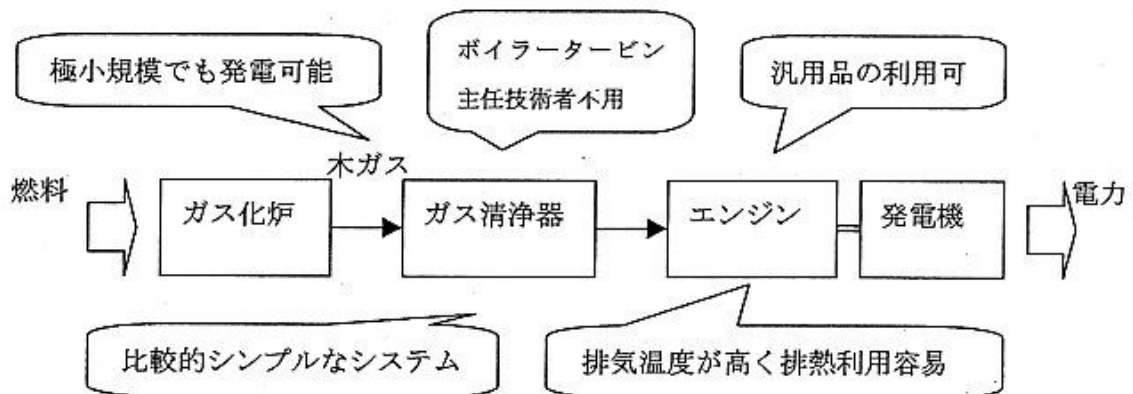 極小規模でも発電可能
ボイラータービン
主任技術者不用
汎用品の利用可
燃料
木ガス
ガス化炉
ガス清浄器
エンジン
発電機
電力
比較的シンプルなシステム
排気温度が高く排熱利用容易